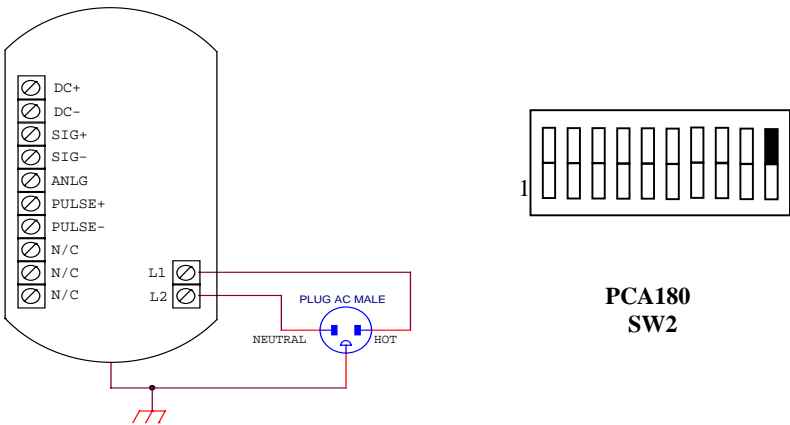 DC+
DC-
SIG+
SIG-
ANLG
PULSE+
PULSE-
N/C
N/C
N/C
L1
L2
PLUG AC MALE
NEUTRAL
HOT
1
PCA180
SW2